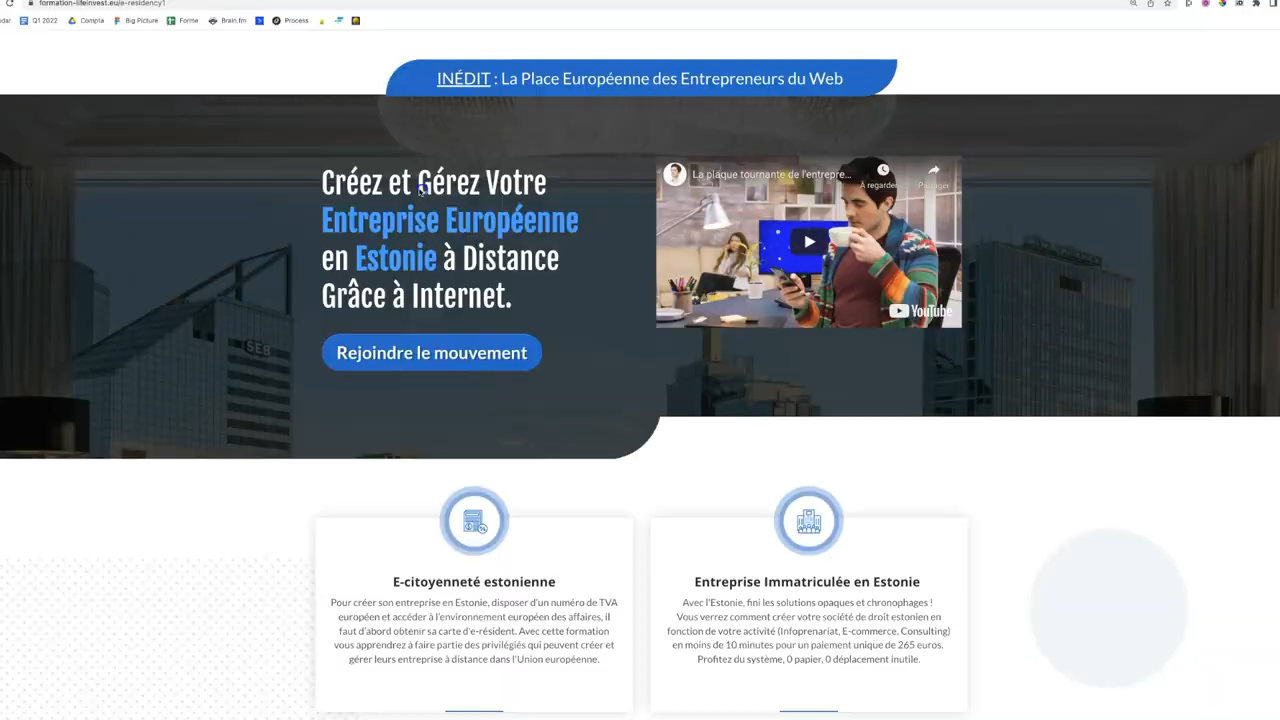 formation-lifeinvest.eu/e-residency1
Q1 2022
Compta
Big Picture
Forme
Brain.fm
Process
INÉDIT : La Place Européenne des Entrepreneurs du Web
Créez et Gérez Votre
Entreprise Européenne
en Estonie à Distance
Grâce à Internet.
Rejoindre le mouvement
La plaque tournante de l'entrepre...
À regarder
Partager
YouTube
SEB
E-citoyenneté estonienne
Pour créer son entreprise en Estonie, disposer d'un numéro de TVA
européen et accéder à l'environnement européen des affaires, il
faut d'abord obtenir sa carte d'e-résident. Avec cette formation
vous apprendrez à faire partie des privilégiés qui peuvent créer et
gérer leurs entreprise à distance dans l'Union européenne.
Entreprise Immatriculée en Estonie
Avec l'Estonie, fini les solutions opaques et chronophages !
Vous verrez comment créer votre société de droit estonien en
fonction de votre activité (Infoprenariat, E-commerce, Consulting)
en moins de 10 minutes pour un paiement unique de 265 euros.
Profitez du système, 0 papier, 0 déplacement inutile.